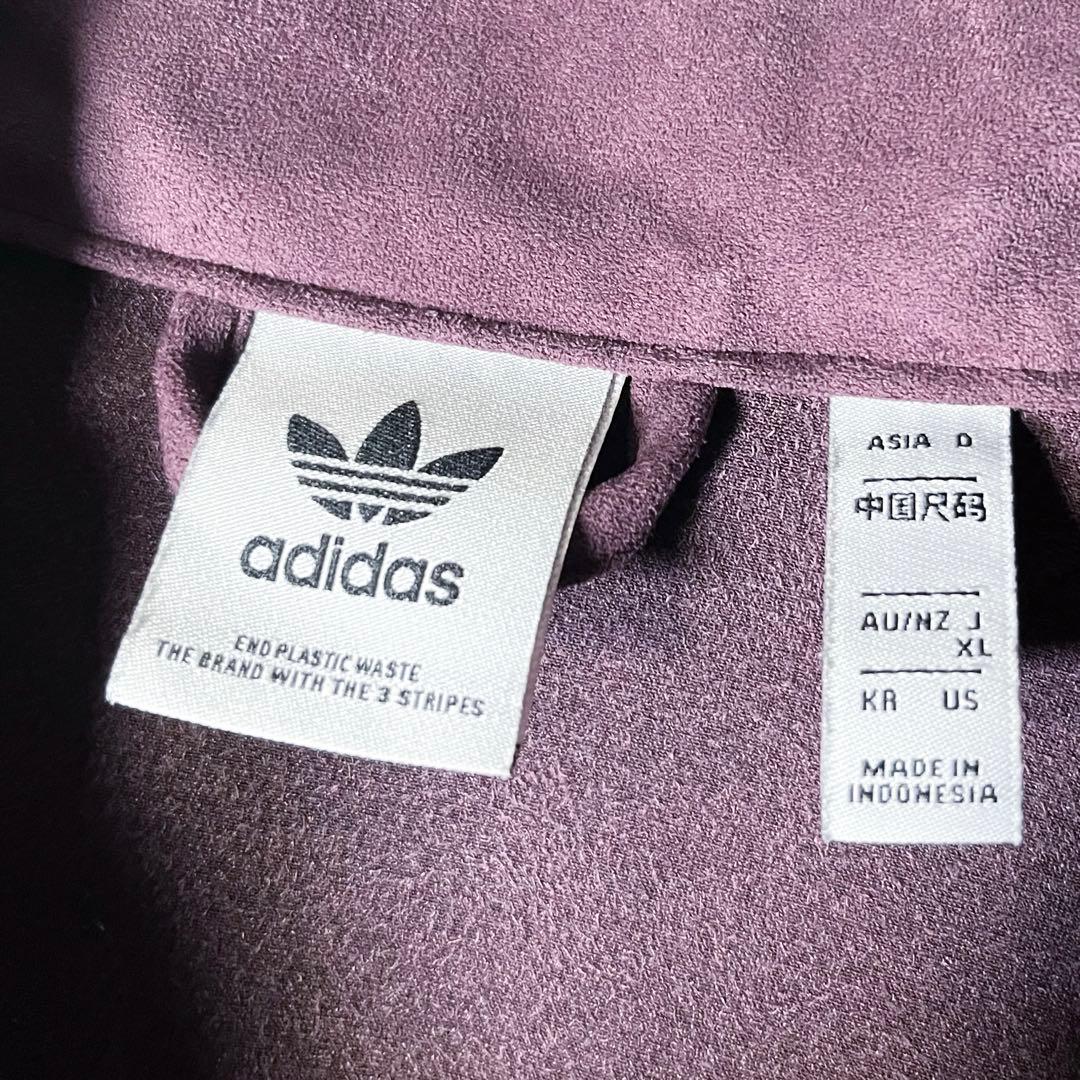 adidas
END PLASTIC WASTE
THE BRAND WITH THE 3 STRIPES
ASIA D
中国尺码
AU/NZ J
XL
KR US
MADE IN
INDONESIA